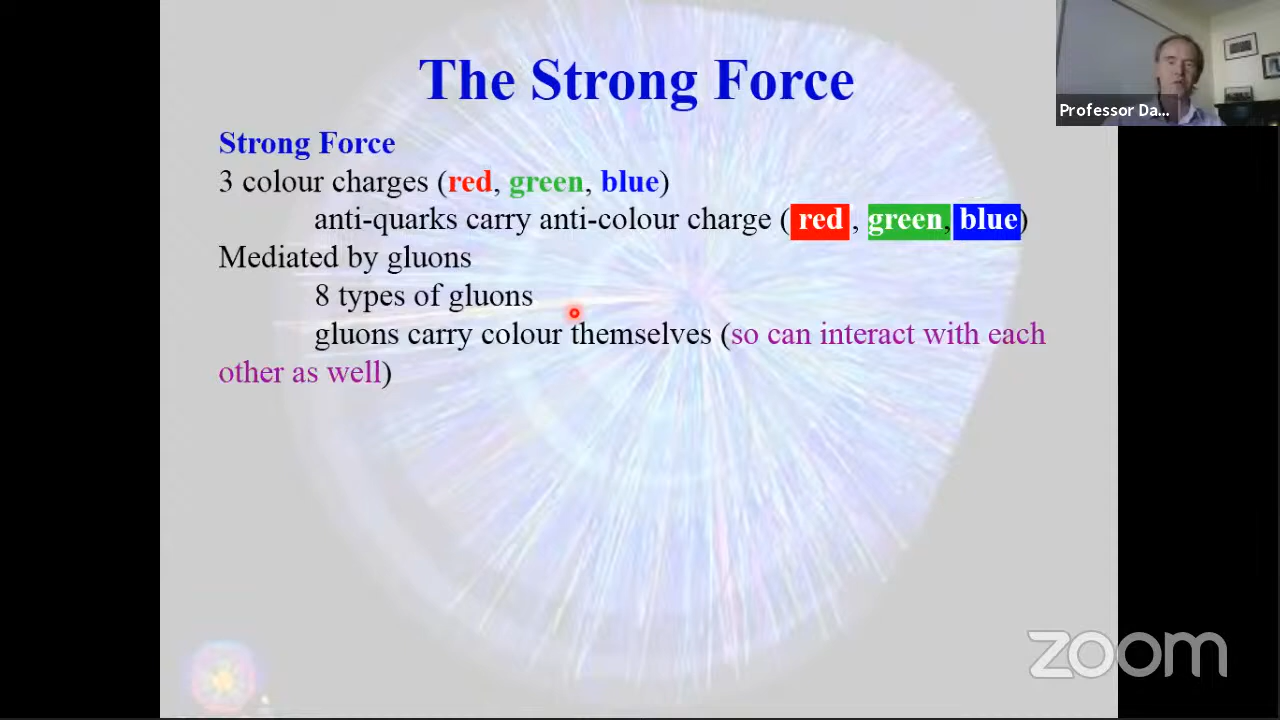 The Strong Force
Professor Da...
Strong Force
3 colour charges (red, green, blue)
anti-quarks carry anti-colour charge ( red , green, blue)
Mediated by gluons
8 types of gluons
gluons carry colour themselves (so can interact with each
other as well)
zoom